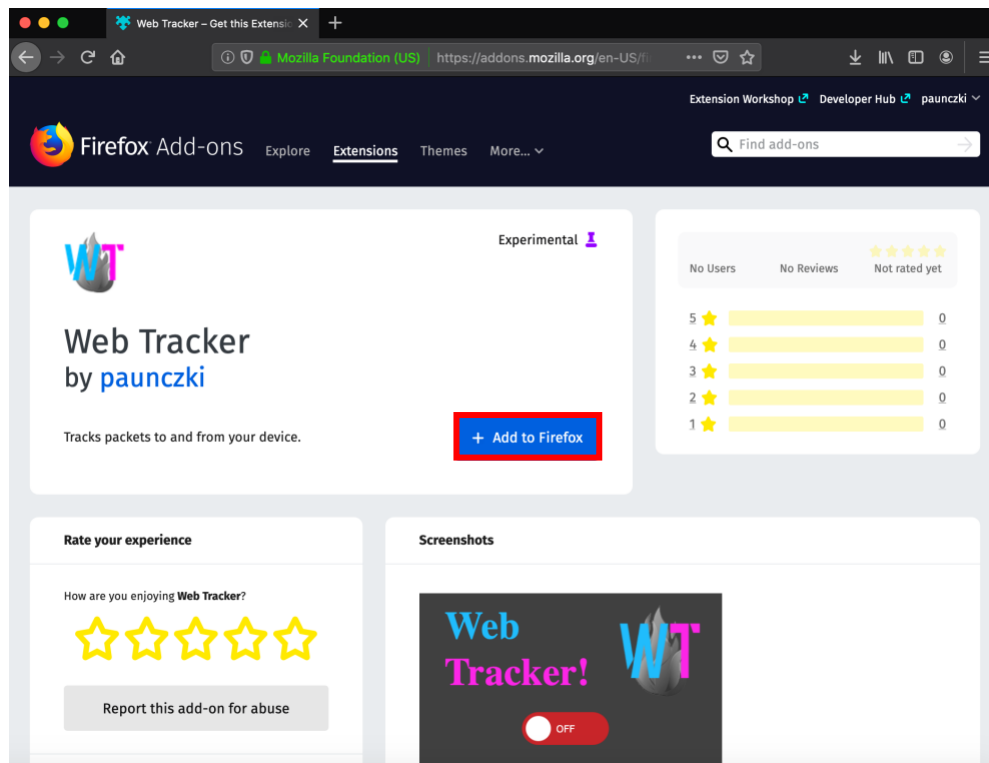 Web Tracker – Get this Extensio
Mozilla Foundation (US) https://addons.mozilla.org/en-US/fi
Extension Workshop Developer Hub paunczki
Firefox Add-ons Explore Extensions Themes More...
Find add-ons
WT
Experimental
Web Tracker
by paunczki
Tracks packets to and from your device.
+ Add to Firefox
No Users No Reviews Not rated yet
5 0
4 0
3 0
2 0
1 0
Rate your experience
How are you enjoying Web Tracker?
Report this add-on for abuse
Screenshots
Web
Tracker!
WT
OFF